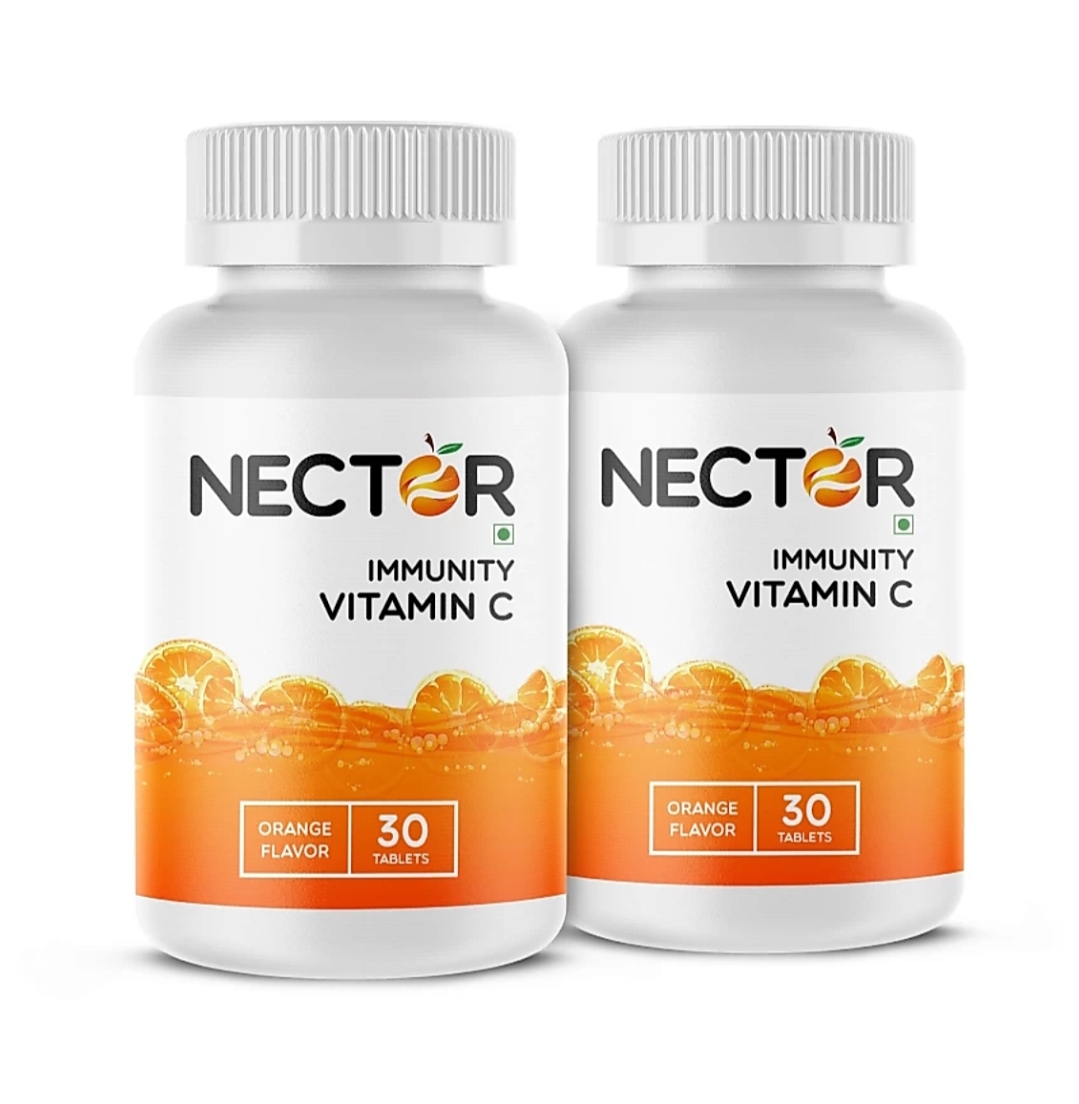 NECTOR
IMMUNITY
VITAMIN C
ORANGE
FLAVOR
30
TABLETS
NECTOR
IMMUNITY
VITAMIN C
ORANGE
FLAVOR
30
TABLETS